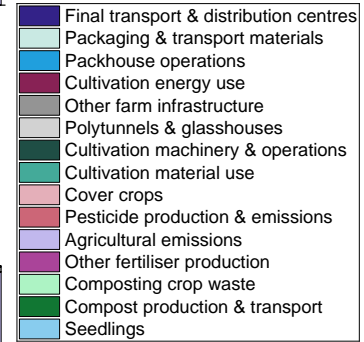 Final transport & distribution centres
Packaging & transport materials
Packhouse operations
Cultivation energy use
Other farm infrastructure
Polytunnels & glasshouses
Cultivation machinery & operations
Cultivation material use
Cover crops
Pesticide production & emissions
Agricultural emissions
Other fertiliser production
Composting crop waste
Compost production & transport
Seedlings